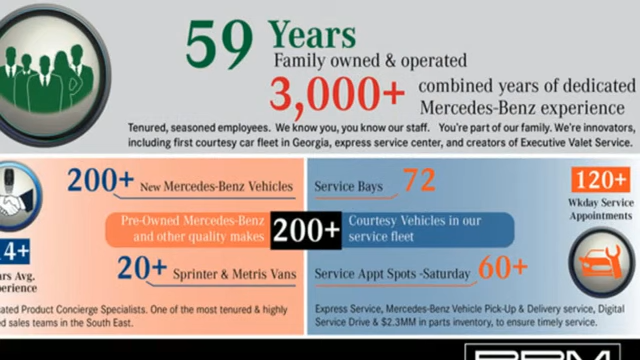 59 Years
Family owned & operated
3,000+ combined years of dedicated
Mercedes-Benz experience
Tenured, seasoned employees. We know you, you know our staff. You're part of our family. We're innovators,
including first courtesy car fleet in Georgia, express service center, and creators of Executive Valet Service.
200+ New Mercedes-Benz Vehicles
Pre-Owned Mercedes-Benz
and other quality makes
200+
20+ Sprinter & Metris Vans
4+
Avg.
Product Concierge Specialists. One of the most tenured & highly
sales teams in the South East.
Service Bays 72
Courtesy Vehicles in our
service fleet
Service Appt Spots -Saturday 60+
120+
Wkday Service
Appointments
Express Service, Mercedes-Benz Vehicle Pick-Up & Delivery service, Digital
Service Drive & $2.3MM in parts inventory, to ensure timely service.